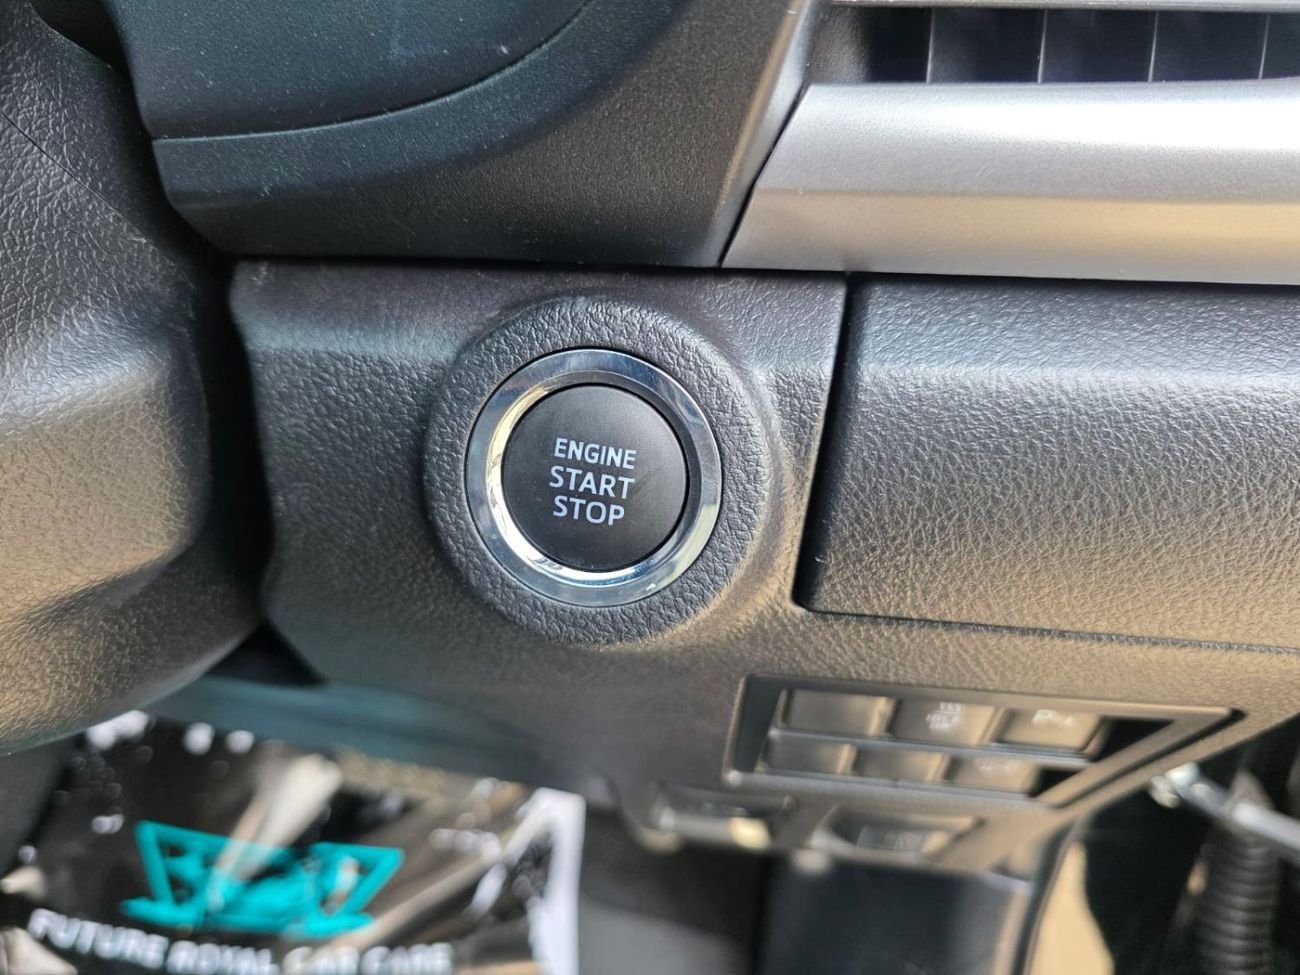 ENGINE
START
STOP
FUTURE ROYAL CAR CARE